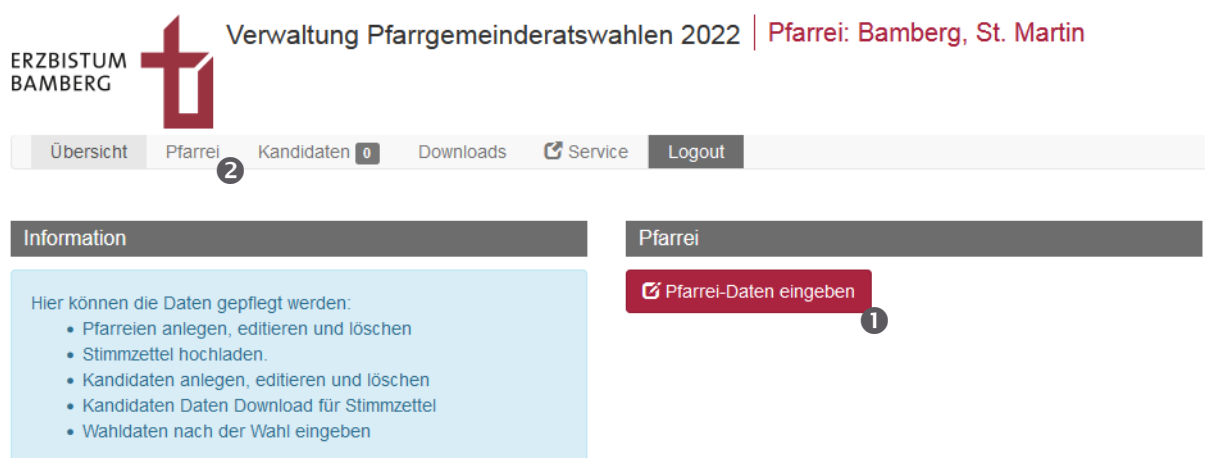 ERZBISTUM
BAMBERG
Verwaltung Pfarrgemeinderatswahlen 2022 Pfarrei: Bamberg, St. Martin
Übersicht Pfarrei Kandidaten 0 Downloads Service Logout
2
Information
Hier können die Daten gepflegt werden:
• Pfarreien anlegen, editieren und löschen
• Stimmzettel hochladen.
• Kandidaten anlegen, editieren und löschen
• Kandidaten Daten Download für Stimmzettel
• Wahldaten nach der Wahl eingeben
Pfarrei
Pfarrei-Daten eingeben
1